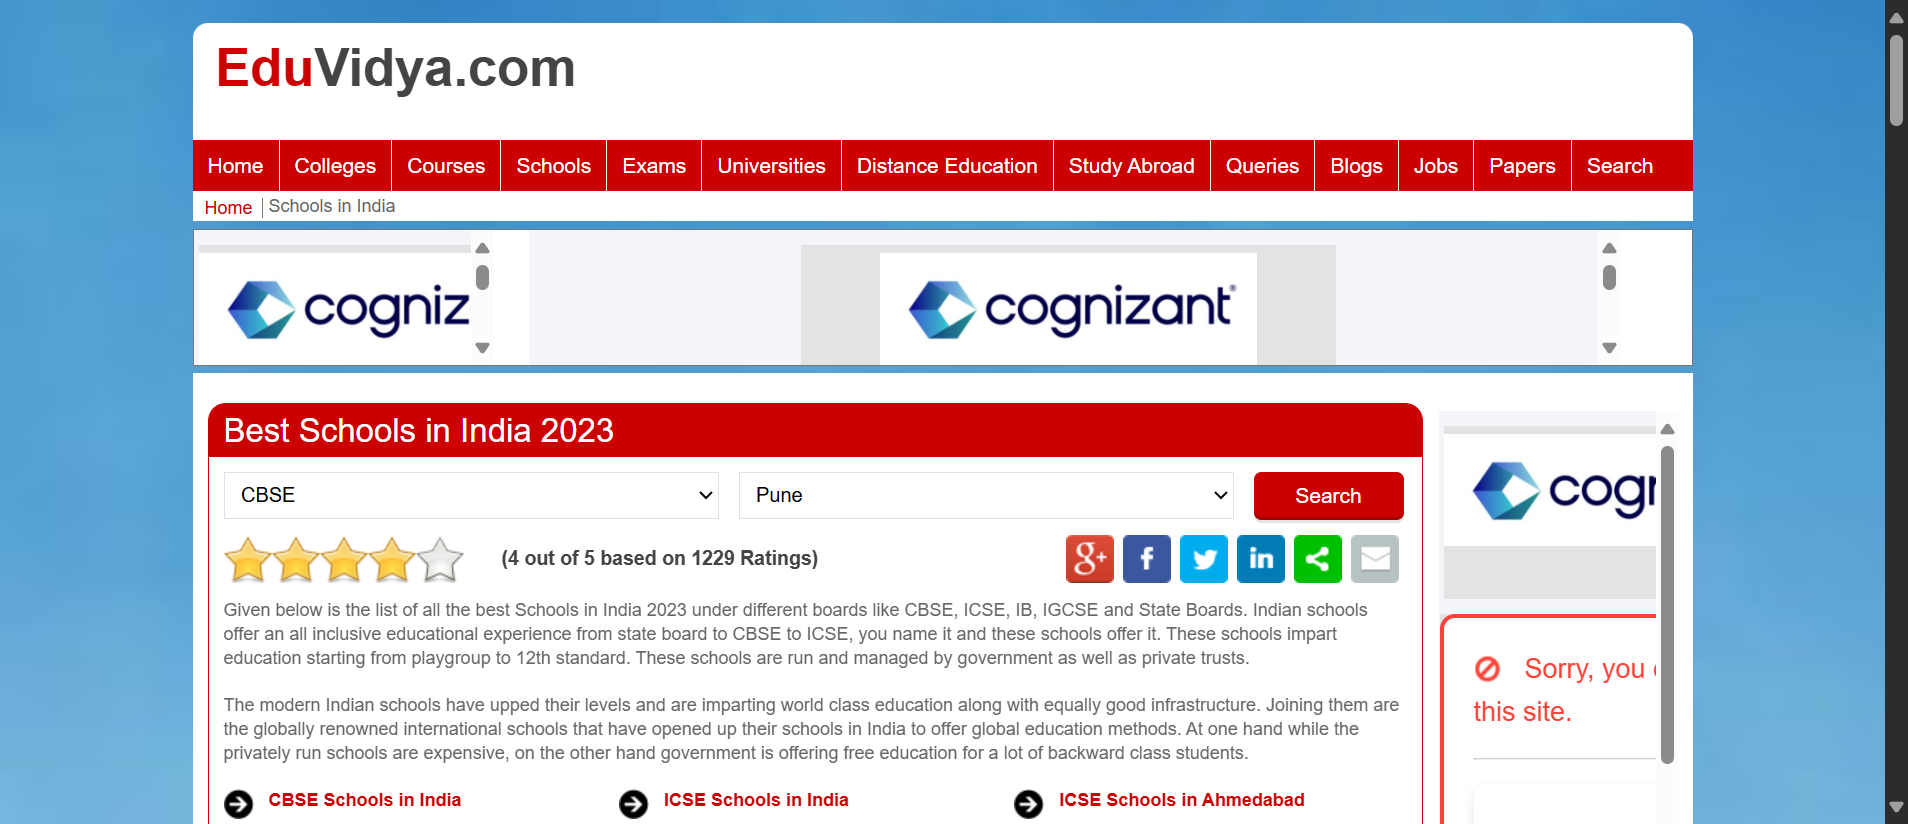 EduVidya.com
Home Colleges Courses Schools Exams Universities Distance Education Study Abroad Queries Blogs Jobs Papers Search
Home Schools in India
cogniz
cognizant
Best Schools in India 2023
CBSE
Pune
Search
(4 out of 5 based on 1229 Ratings)
Given below is the list of all the best Schools in India 2023 under different boards like CBSE, ICSE, IB, IGCSE and State Boards. Indian schools
offer an all inclusive educational experience from state board to CBSE to ICSE, you name it and these schools offer it. These schools impart
education starting from playgroup to 12th standard. These schools are run and managed by government as well as private trusts.
The modern Indian schools have upped their levels and are imparting world class education along with equally good infrastructure. Joining them are
the globally renowned international schools that have opened up their schools in India to offer global education methods. At one hand while the
privately run schools are expensive, on the other hand government is offering free education for a lot of backward class students.
CBSE Schools in India
ICSE Schools in India
ICSE Schools in Ahmedabad
cog
Sorry, you
this site.